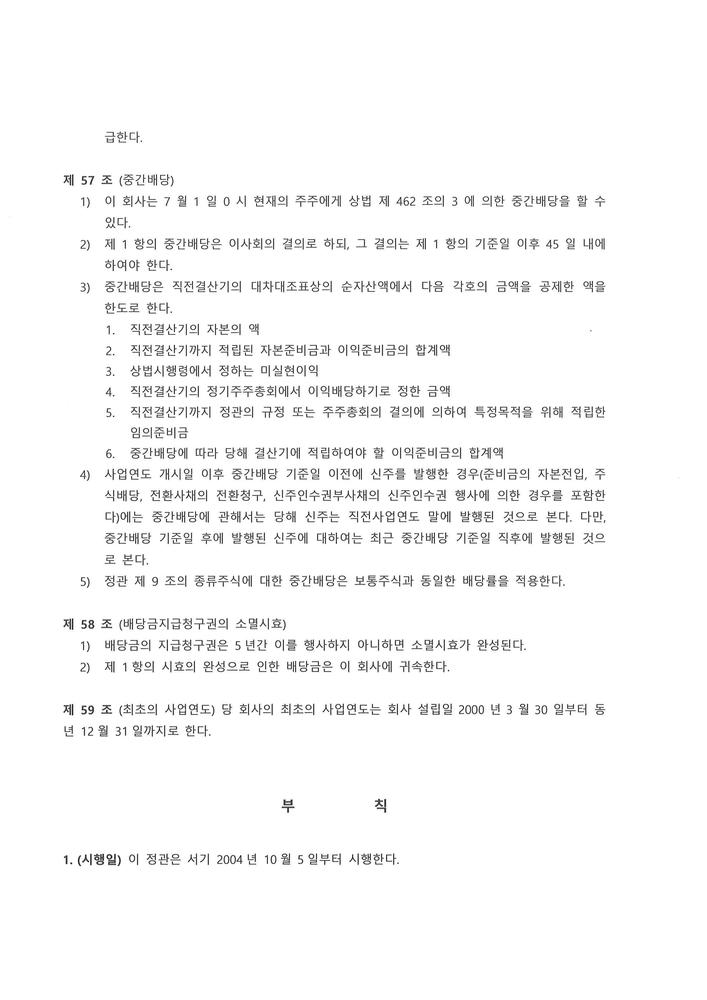 급한다.
제 57 조 (중간배당)
1) 이 회사는 7 월 1 일 0 시 현재의 주주에게 상법 제 462 조의 3 에 의한 중간배당을 할 수
있다.
2) 제 1 항의 중간배당은 이사회의 결의로 하되, 그 결의는 제 1 항의 기준일 이후 45 일 내에
하여야 한다.
3) 중간배당은 직전결산기의 대차대조표상의 순자산액에서 다음 각호의 금액을 공제한 액을
한도로 한다.
1. 직전결산기의 자본의 액
2. 직전결산기까지 적립된 자본준비금과 이익준비금의 합계액
3. 상법시행령에서 정하는 미실현이익
4. 직전결산기의 정기주주총회에서 이익배당하기로 정한 금액
5. 직전결산기까지 정관의 규정 또는 주주총회의 결의에 의하여 특정목적을 위해 적립한
임의준비금
6. 중간배당에 따라 당해 결산기에 적립하여야 할 이익준비금의 합계액
4) 사업연도 개시일 이후 중간배당 기준일 이전에 신주를 발행한 경우(준비금의 자본전입, 주
식배당, 전환사채의 전환청구, 신주인수권부사채의 신주인수권 행사에 의한 경우를 포함한
다)에는 중간배당에 관해서는 당해 신주는 직전사업연도 말에 발행된 것으로 본다. 다만,
중간배당 기준일 후에 발행된 신주에 대하여는 최근 중간배당 기준일 직후에 발행된 것으
로 본다.
5) 정관 제 9 조의 종류주식에 대한 중간배당은 보통주식과 동일한 배당률을 적용한다.
제 58 조 (배당금지급청구권의 소멸시효)
1) 배당금의 지급청구권은 5 년간 이를 행사하지 아니하면 소멸시효가 완성된다.
2) 제 1 항의 시효의 완성으로 인한 배당금은 이 회사에 귀속한다.
제 59 조 (최초의 사업연도) 당 회사의 최초의 사업연도는 회사 설립일 2000 년 3 월 30 일부터 동
년 12 월 31 일까지로 한다.
부 칙
1. (시행일) 이 정관은 서기 2004 년 10 월 5 일부터 시행한다.